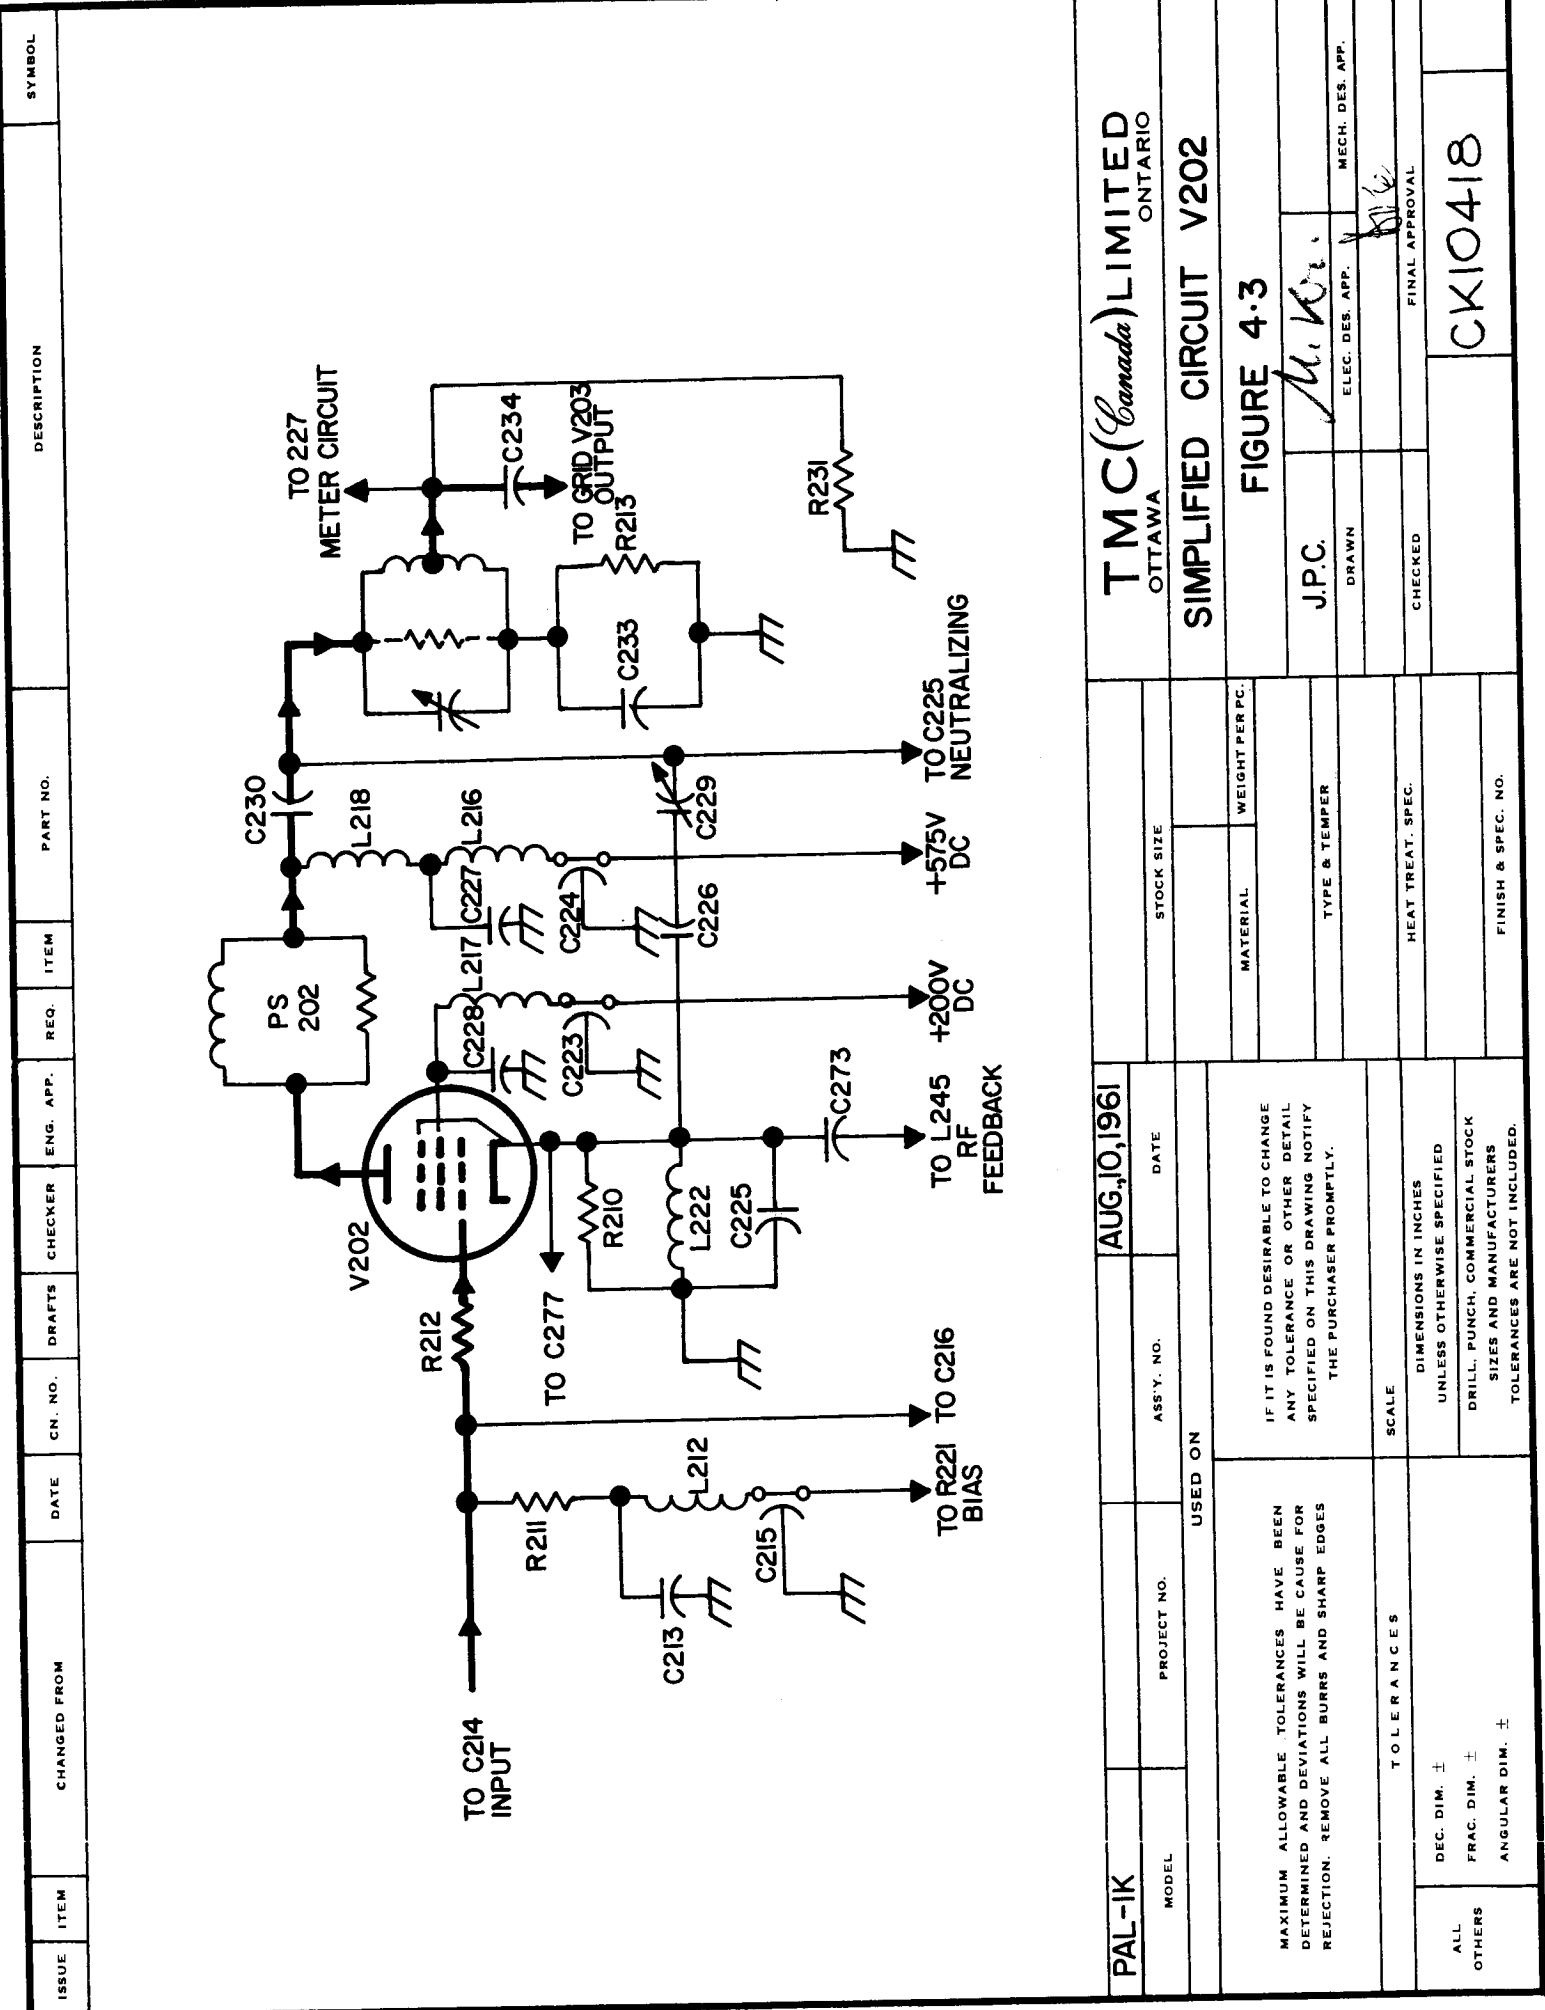 SYMBOL
DESCRIPTION
PART NO.
ITEM
REQ.
ENG. APP.
CHECKER
DRAFTS
CN. NO.
DATE
CHANGED FROM
ITEM
ISSUE
TO 227
METER CIRCUIT
C234
TO GRID V203
OUTPUT
R213
R231
C233
C230
L218
L216
C227
C224
C229
TO C225
NEUTRALIZING
+575V
DC
C226
PS
202
L217
C228
C223
+200V
DC
C273
TO L245
RF
FEEDBACK
V202
R212
R210
L222
C225
TO C277
TO C216
R211
L212
C213
C215
TO R221
BIAS
TO C214
INPUT
TMC (Canada) LIMITED
OTTAWA ONTARIO
SIMPLIFIED CIRCUIT V202
FIGURE 4·3
J.P.C.
DRAWN
ELEC. DES. APP.
MECH. DES. APP.
CHECKED
FINAL APPROVAL
CK10418
STOCK SIZE
MATERIAL
WEIGHT PER PC.
TYPE & TEMPER
HEAT TREAT. SPEC.
FINISH & SPEC. NO.
PAL-1K
AUG.,10,1961
MODEL
PROJECT NO.
ASS'Y. NO.
DATE
USED ON
MAXIMUM ALLOWABLE TOLERANCES HAVE BEEN
DETERMINED AND DEVIATIONS WILL BE CAUSE FOR
REJECTION. REMOVE ALL BURRS AND SHARP EDGES
IF IT IS FOUND DESIRABLE TO CHANGE
ANY TOLERANCE OR OTHER DETAIL
SPECIFIED ON THIS DRAWING NOTIFY
THE PURCHASER PROMPTLY.
TOLERANCES
SCALE
DEC. DIM. ±
FRAC. DIM. ±
ANGULAR DIM. ±
ALL
OTHERS
DIMENSIONS IN INCHES
UNLESS OTHERWISE SPECIFIED
DRILL, PUNCH, COMMERCIAL STOCK
SIZES AND MANUFACTURERS
TOLERANCES ARE NOT INCLUDED.